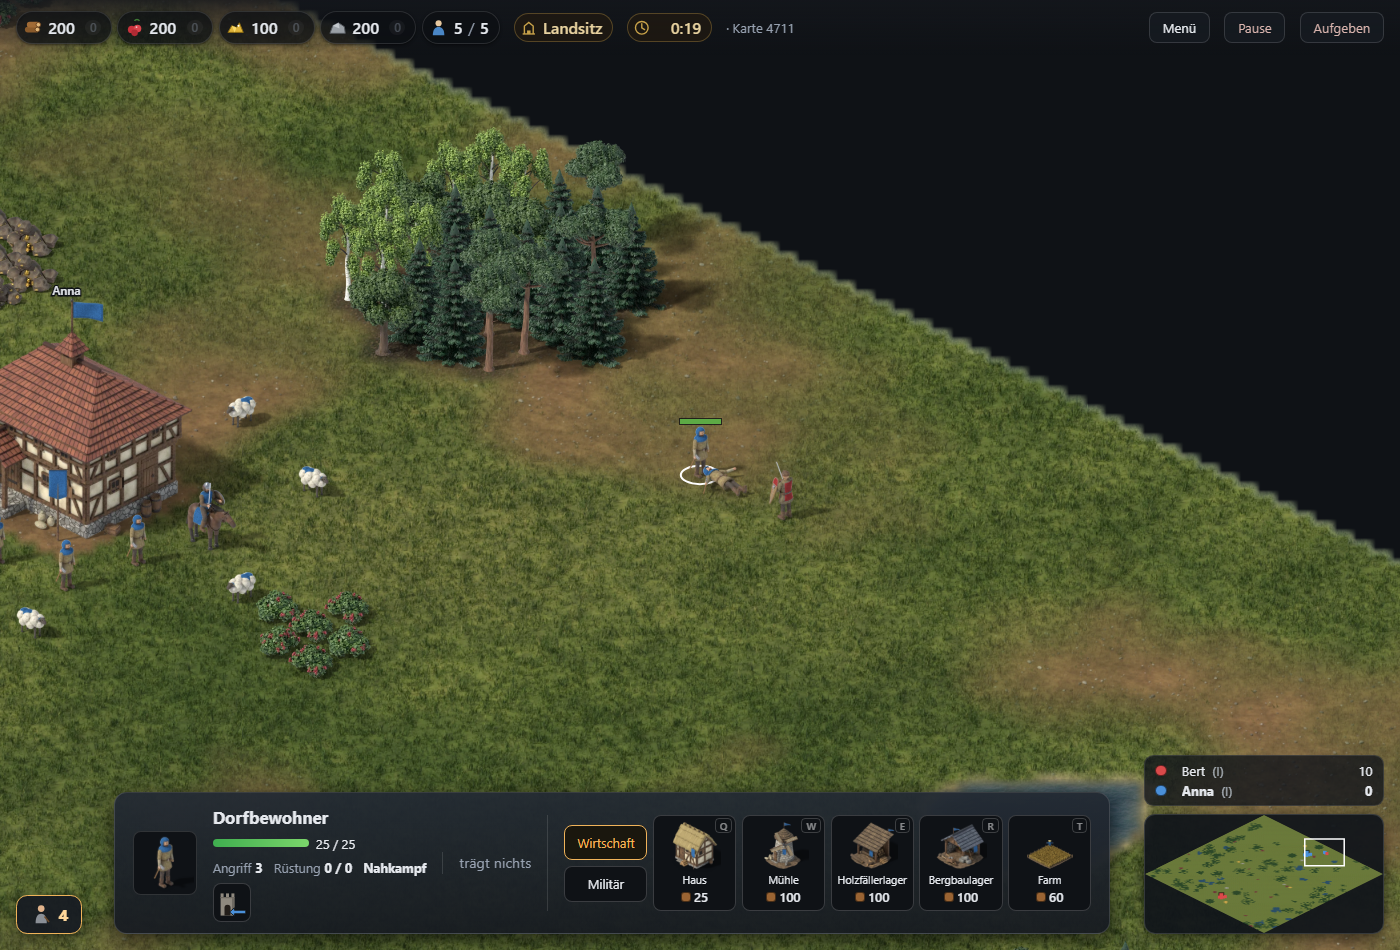 200 0 200 0 100 0 200 0 5 / 5 Landsitz 0:19 · Karte 4711 Menü Pause Aufgeben
Anna
Bert (I) 10
Anna (I) 0
Dorfbewohner
25 / 25
Angriff 3 Rüstung 0 / 0 Nahkampf
trägt nichts
Wirtschaft
Militär
Q
Haus
25
W
Mühle
100
E
Holzfällerlager
100
R
Bergbaulager
100
T
Farm
60
4